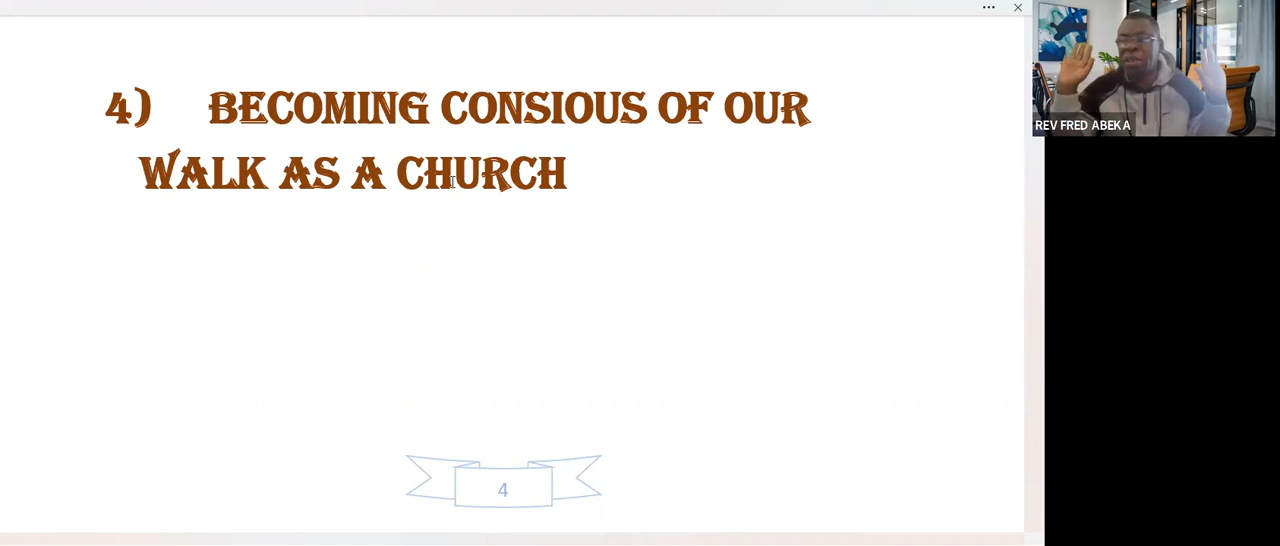 4) BECOMING CONSIOUS OF OUR
WALK AS A CHURCH
4
REV FRED ABEKA